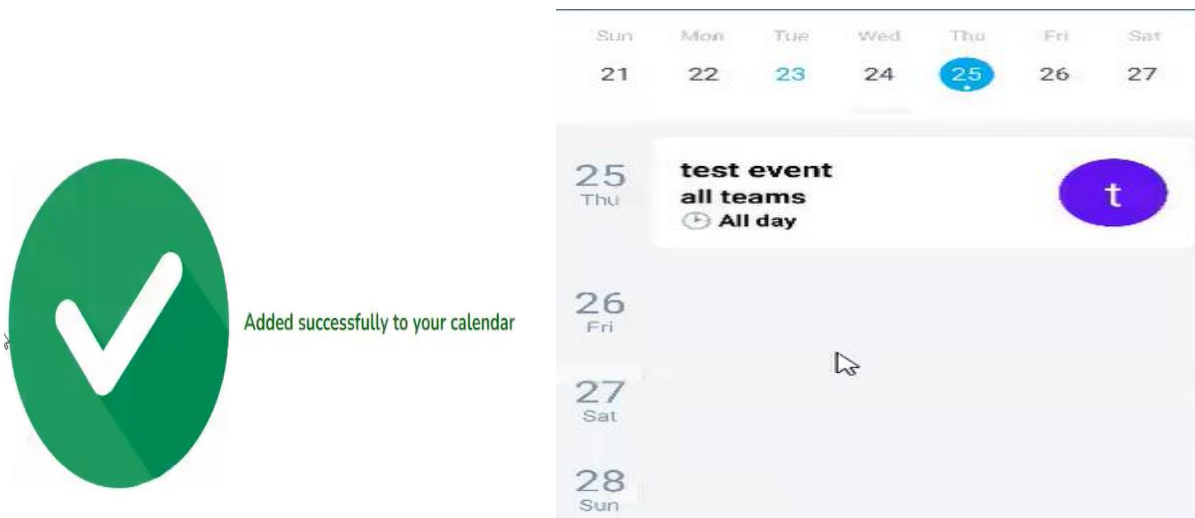 Added successfully to your calendar
Sun Mon Tue Wed Thu Fri Sat
21 22 23 24 25 26 27
25
Thu
test event
all teams
All day
t
26
Fri
27
Sat
28
Sun